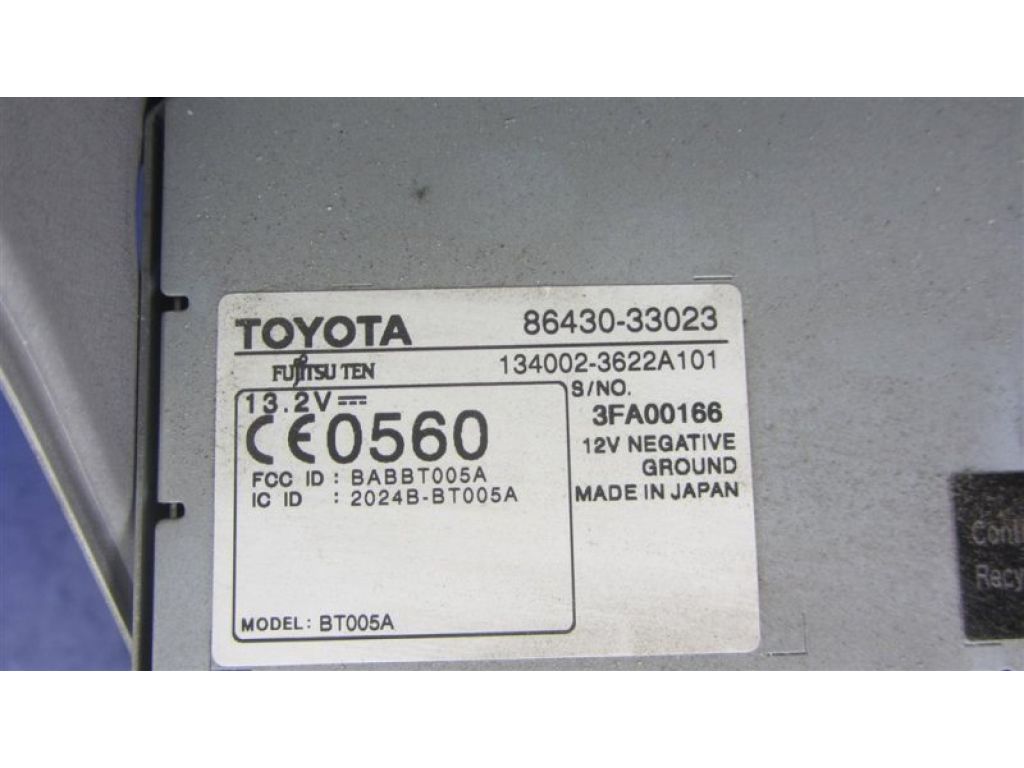 TOYOTA 86430-33023
FUJITSU TEN 134002-3622A101
13.2V S/NO.
CE0560 3FA00166
12V NEGATIVE
GROUND
FCC ID : BABBT005A
IC ID : 2024B-BT005A
MADE IN JAPAN
MODEL: BT005A